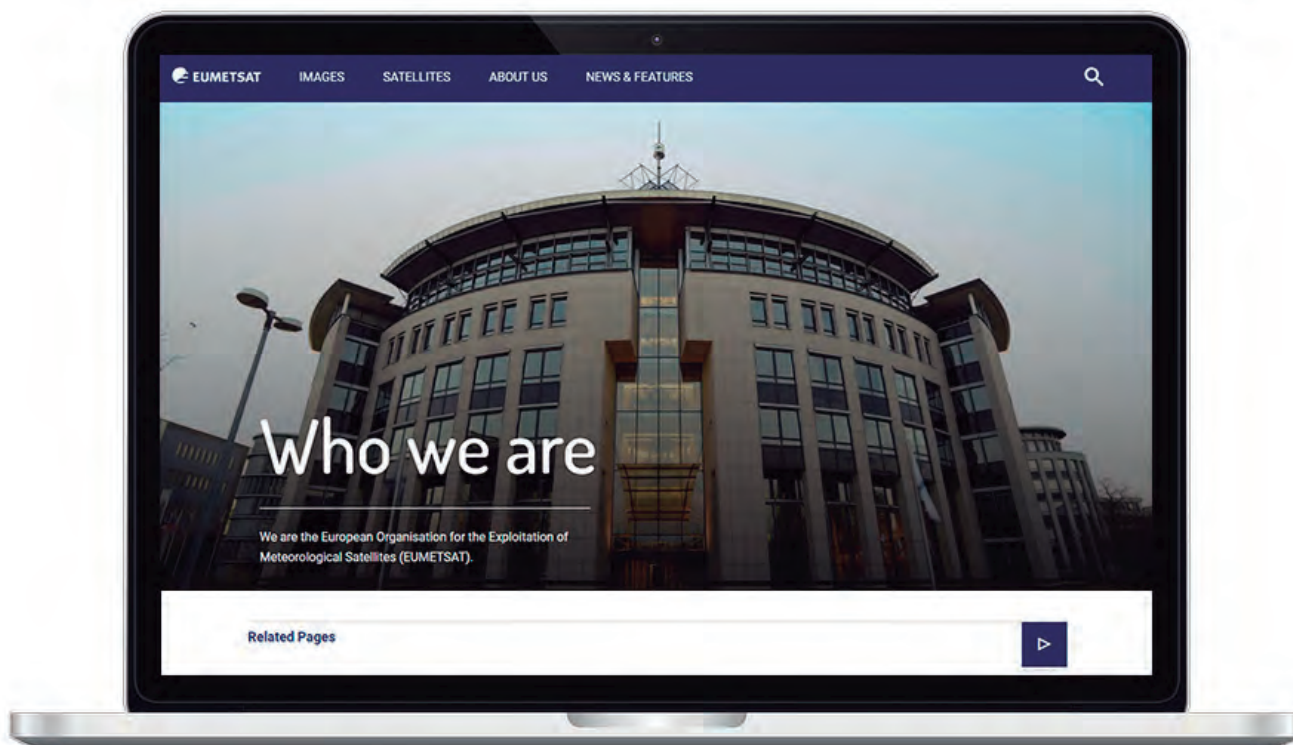 EUMETSAT IMAGES SATELLITES ABOUT US NEWS & FEATURES
Who we are
We are the European Organisation for the Exploitation of
Meteorological Satellites (EUMETSAT).
Related Pages